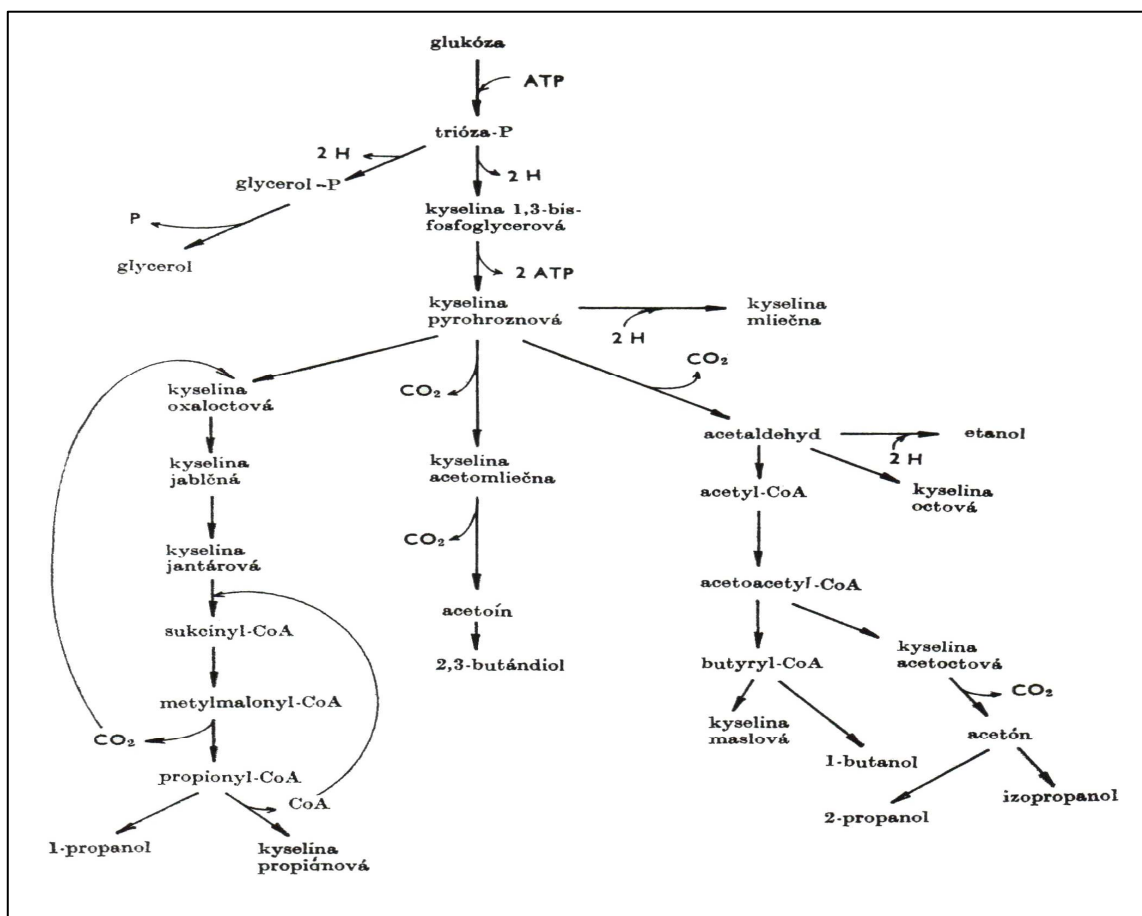 glukóza
ATP
trióza-P
2 H
2 H
glycerol-P
kyselina 1,3-bis-
fosfoglycerová
P
glycerol
2 ATP
kyselina
pyrohroznová
kyselina
mliečna
2 H
CO₂
CO₂
kyselina
oxaloctová
acetaldehyd
etanol
2 H
kyselina
jablčná
kyselina
acetomliečna
acetyl-CoA
kyselina
octová
CO₂
kyselina
jantárová
acetoacetyl-CoA
acetoín
sukcínyl-CoA
2,3-butándiol
butyryl-CoA
kyselina
acetoctová
CO₂
metylmalonyl-CoA
kyselina
maslová
acetón
CO₂
1-butanol
propionyl-CoA
CoA
izopropanol
2-propanol
1-propanol
kyselina
propiánová